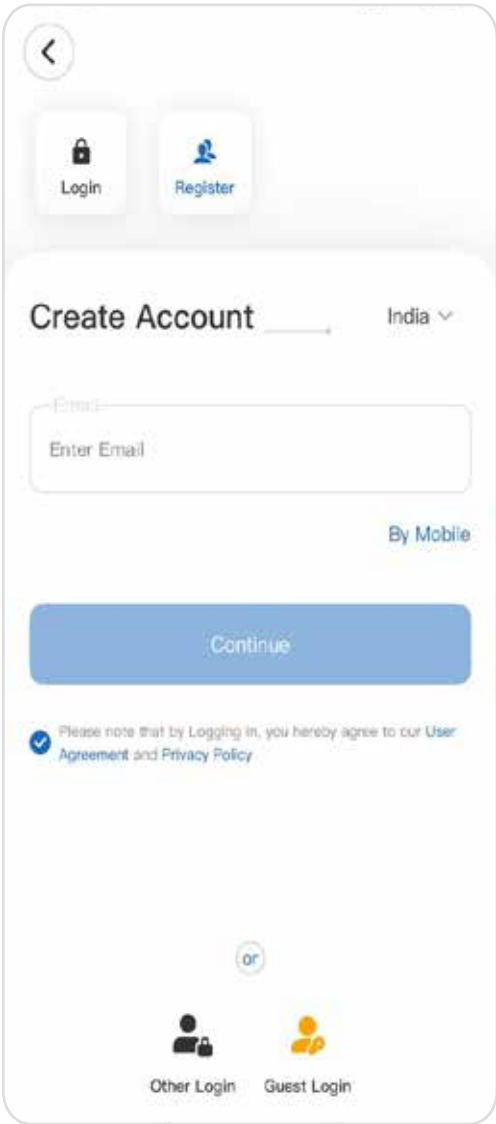 Login
Register
Create Account
India
Email
Enter Email
By Mobile
Continue
Please note that by Logging in, you hereby agree to our User
Agreement and Privacy Policy
or
Other Login
Guest Login